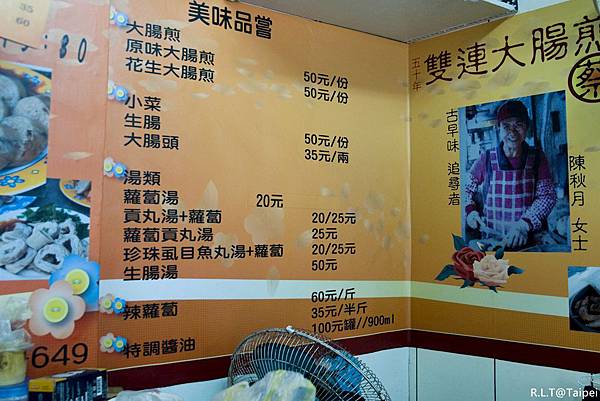 35
60
80
美味品嘗
大腸煎
原味大腸煎 50元/份
花生大腸煎 50元/份
小菜
生腸 50元/份
大腸頭 35元/兩
湯類
蘿蔔湯 20元
貢丸湯+蘿蔔 20/25元
蘿蔔貢丸湯 25元
珍珠虱目魚丸湯+蘿蔔 20/25元
生腸湯 50元
辣蘿蔔 60元/斤
35元/半斤
特調醬油 100元罐//900ml
649
五十年
雙連大腸煎
蔡
古早味 追尋者
陳秋月 女士
R.L.T@Taipei